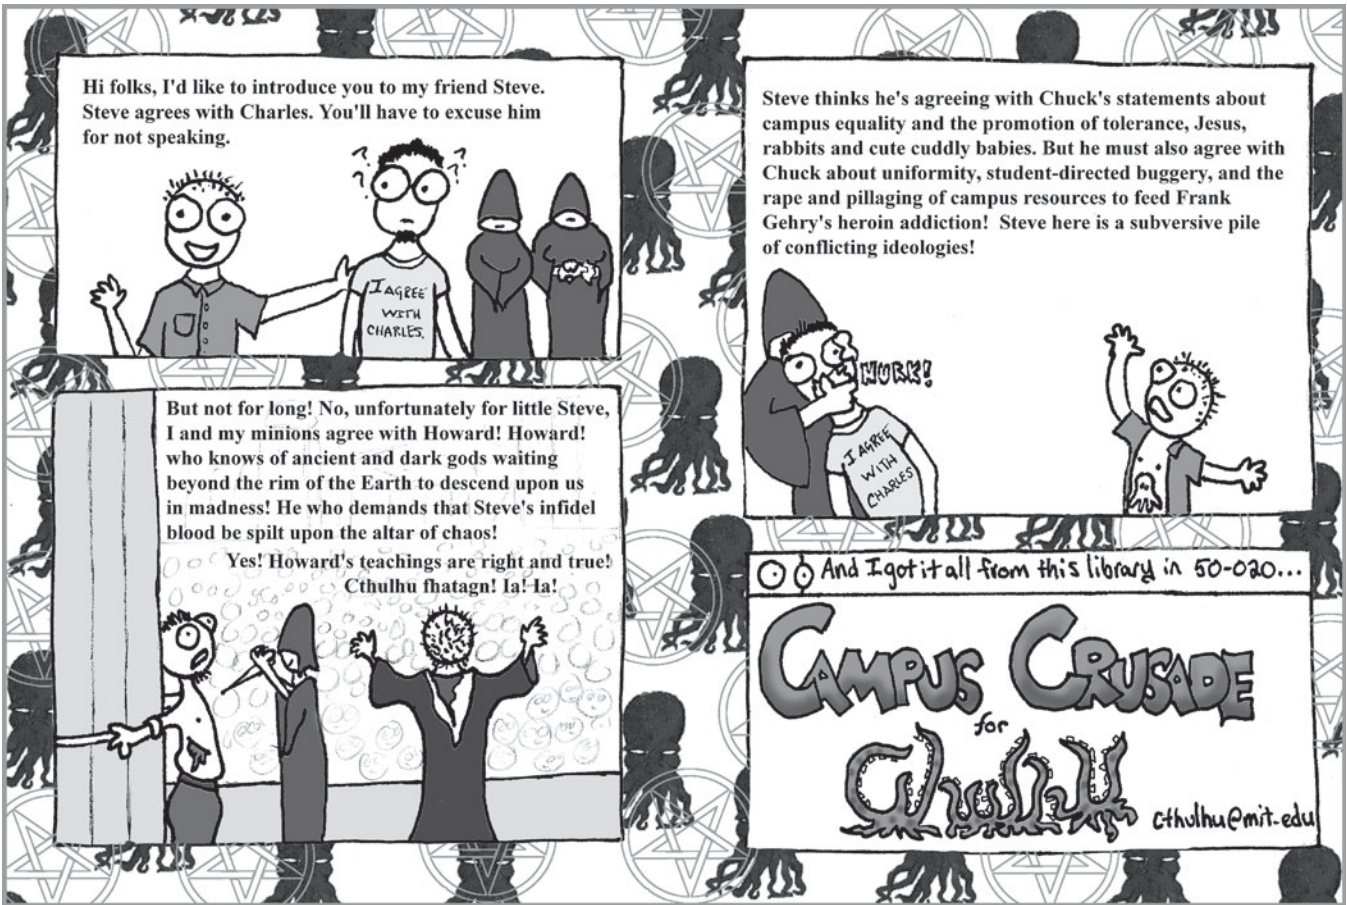 Hi folks, I'd like to introduce you to my friend Steve.
Steve agrees with Charles. You'll have to excuse him
for not speaking.
? ? ? ?
I AGREE
WITH
CHARLES.
Steve thinks he's agreeing with Chuck's statements about
campus equality and the promotion of tolerance, Jesus,
rabbits and cute cuddly babies. But he must also agree with
Chuck about uniformity, student-directed buggery, and the
rape and pillaging of campus resources to feed Frank
Gehry's heroin addiction! Steve here is a subversive pile
of conflicting ideologies!
HURK!
I AGREE
WITH
CHARLES
But not for long! No, unfortunately for little Steve,
I and my minions agree with Howard! Howard!
who knows of ancient and dark gods waiting
beyond the rim of the Earth to descend upon us
in madness! He who demands that Steve's infidel
blood be spilt upon the altar of chaos!
Yes! Howard's teachings are right and true!
Cthulhu fhatagn! Ia! Ia!
And I got it all from this library in 50-020...
CAMPUS CRUSADE
for
Cthulhu
cthulhu@mit.edu